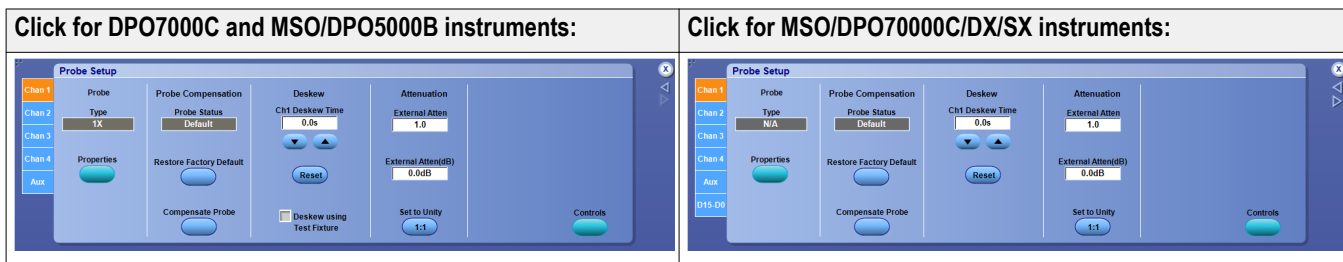 Click for DPO7000C and MSO/DPO5000B instruments:
Click for MSO/DPO70000C/DX/SX instruments:
Probe Setup
X
Chan 1
Chan 2
Chan 3
Chan 4
Aux
Probe
Type
1X
Properties
Probe Compensation
Probe Status
Default
Restore Factory Default
Compensate Probe
Deskew
Ch1 Deskew Time
0.0s
Reset
Deskew using
Test Fixture
Attenuation
External Atten
1.0
External Atten(dB)
0.0dB
Set to Unity
1:1
Controls
Probe Setup
X
Chan 1
Chan 2
Chan 3
Chan 4
Aux
D15-D0
Probe
Type
N/A
Properties
Probe Compensation
Probe Status
Default
Restore Factory Default
Compensate Probe
Deskew
Ch1 Deskew Time
0.0s
Reset
Attenuation
External Atten
1.0
External Atten(dB)
0.0dB
Set to Unity
1:1
Controls